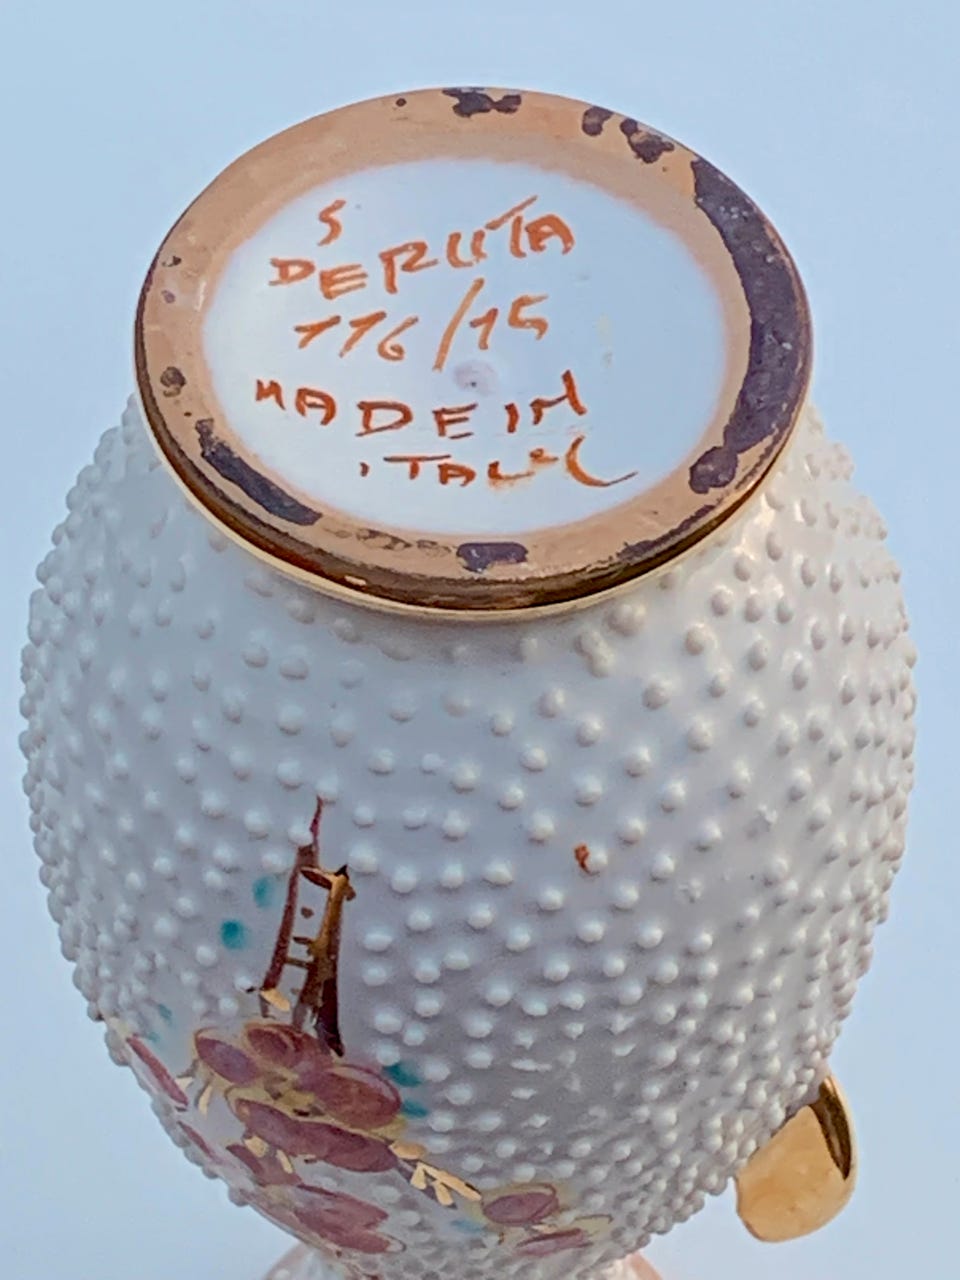 S
DERUTA
116/15
MADE IN
ITALY